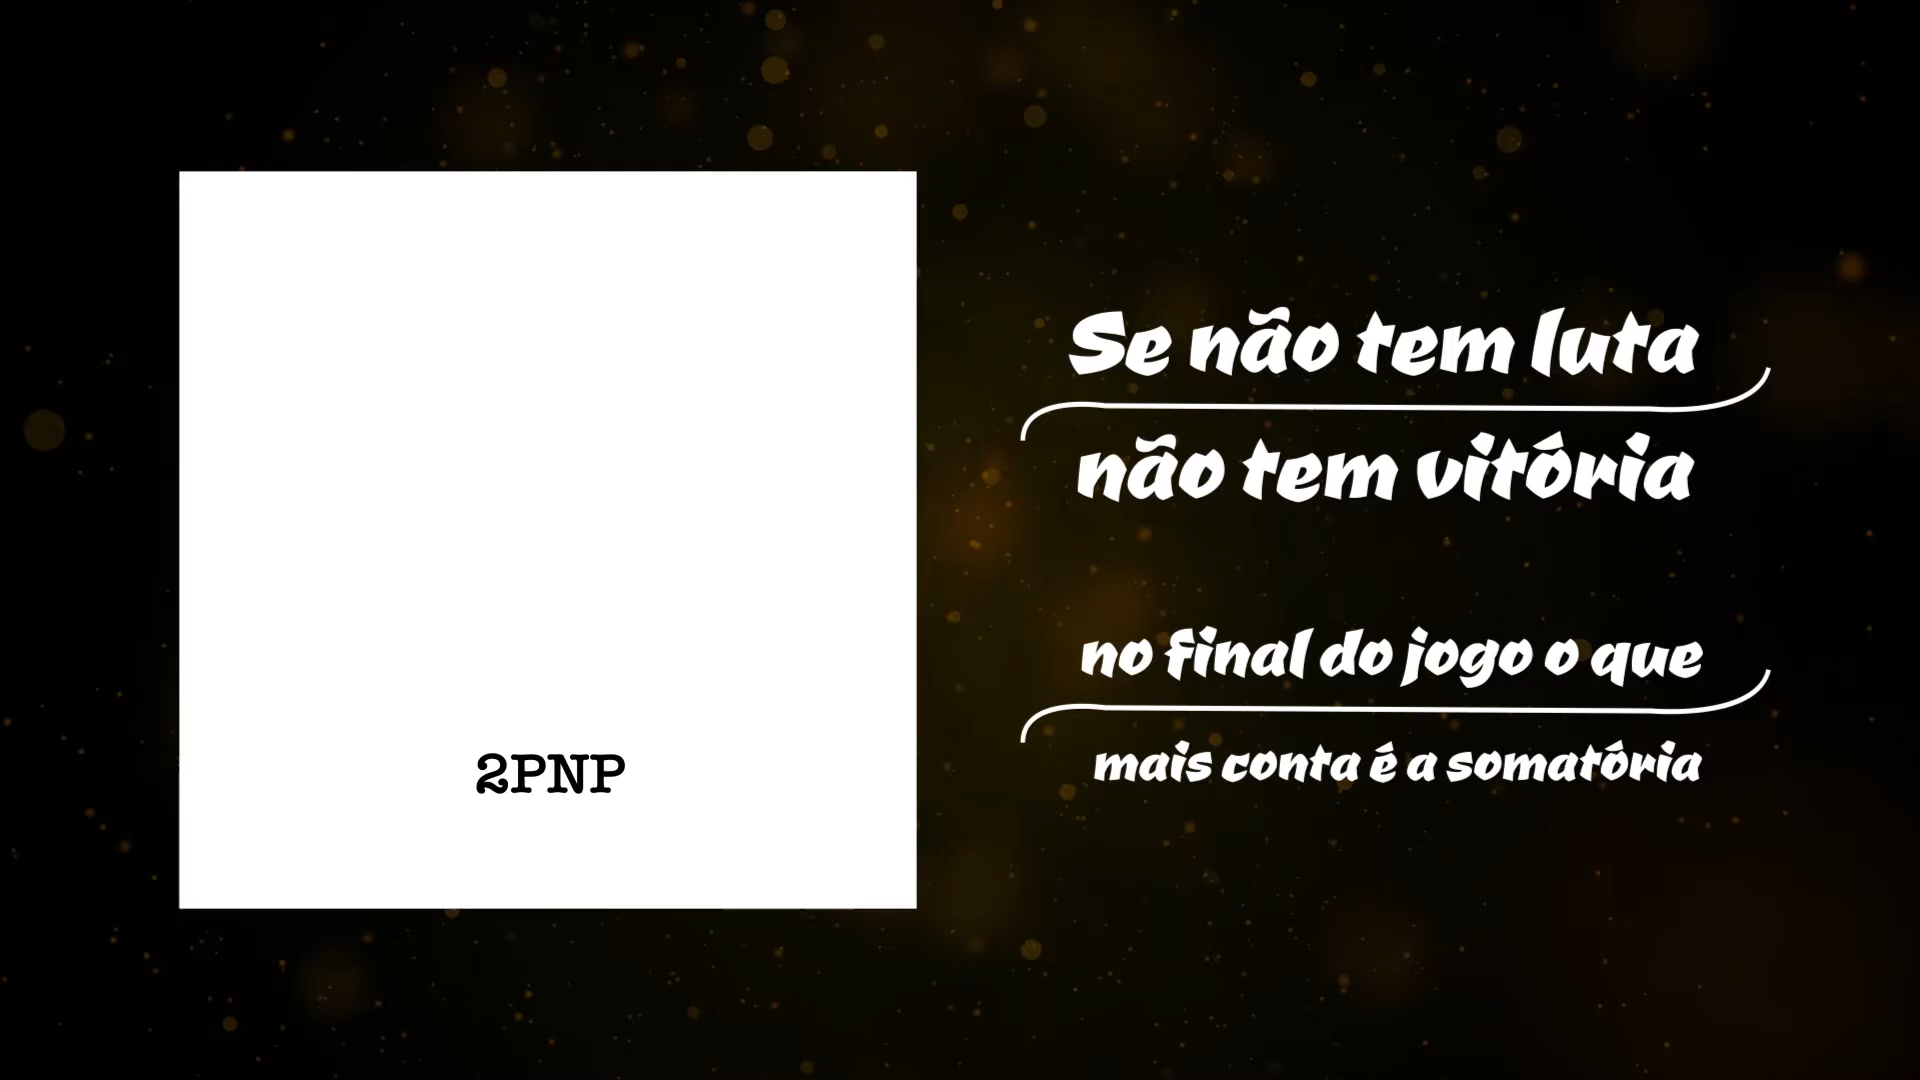 2PNP
Se não tem luta
não tem vitória
no final do jogo o que
mais conta é a somatória